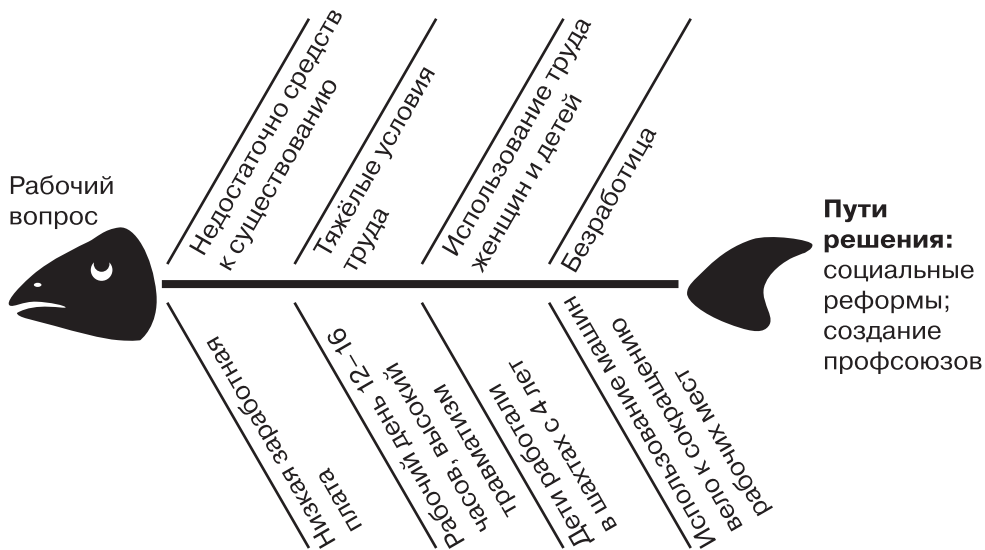 Рабочий
вопрос
Недостаточно средств
к существованию
Тяжёлые условия
труда
Использование труда
женщин и детей
Безработица
Низкая заработная
плата
Рабочий день 12–16
часов, высокий
травматизм
Дети работали
в шахтах с 4 лет
Использование машин
вело к сокращению
рабочих мест
Пути
решения:
социальные
реформы;
создание
профсоюзов